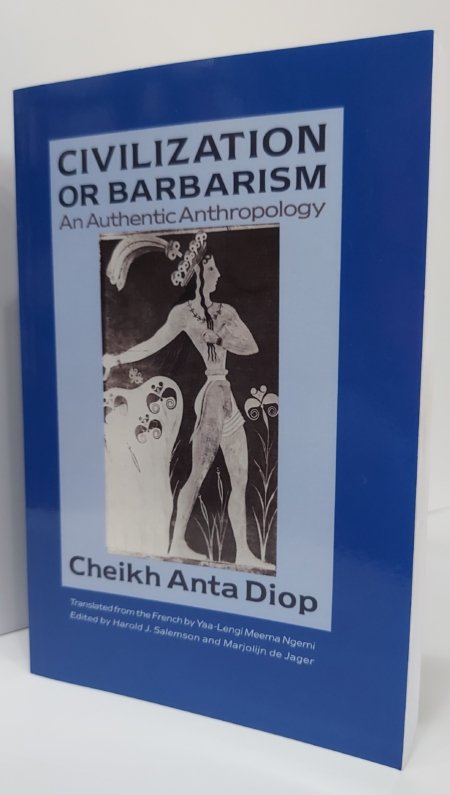 CIVILIZATION
OR BARBARISM
An Authentic Anthropology
Cheikh Anta Diop
Translated from the French by Yaa-Lengi Meema Ngemi
Edited by Harold J. Salemson and Marjolijn de Jager